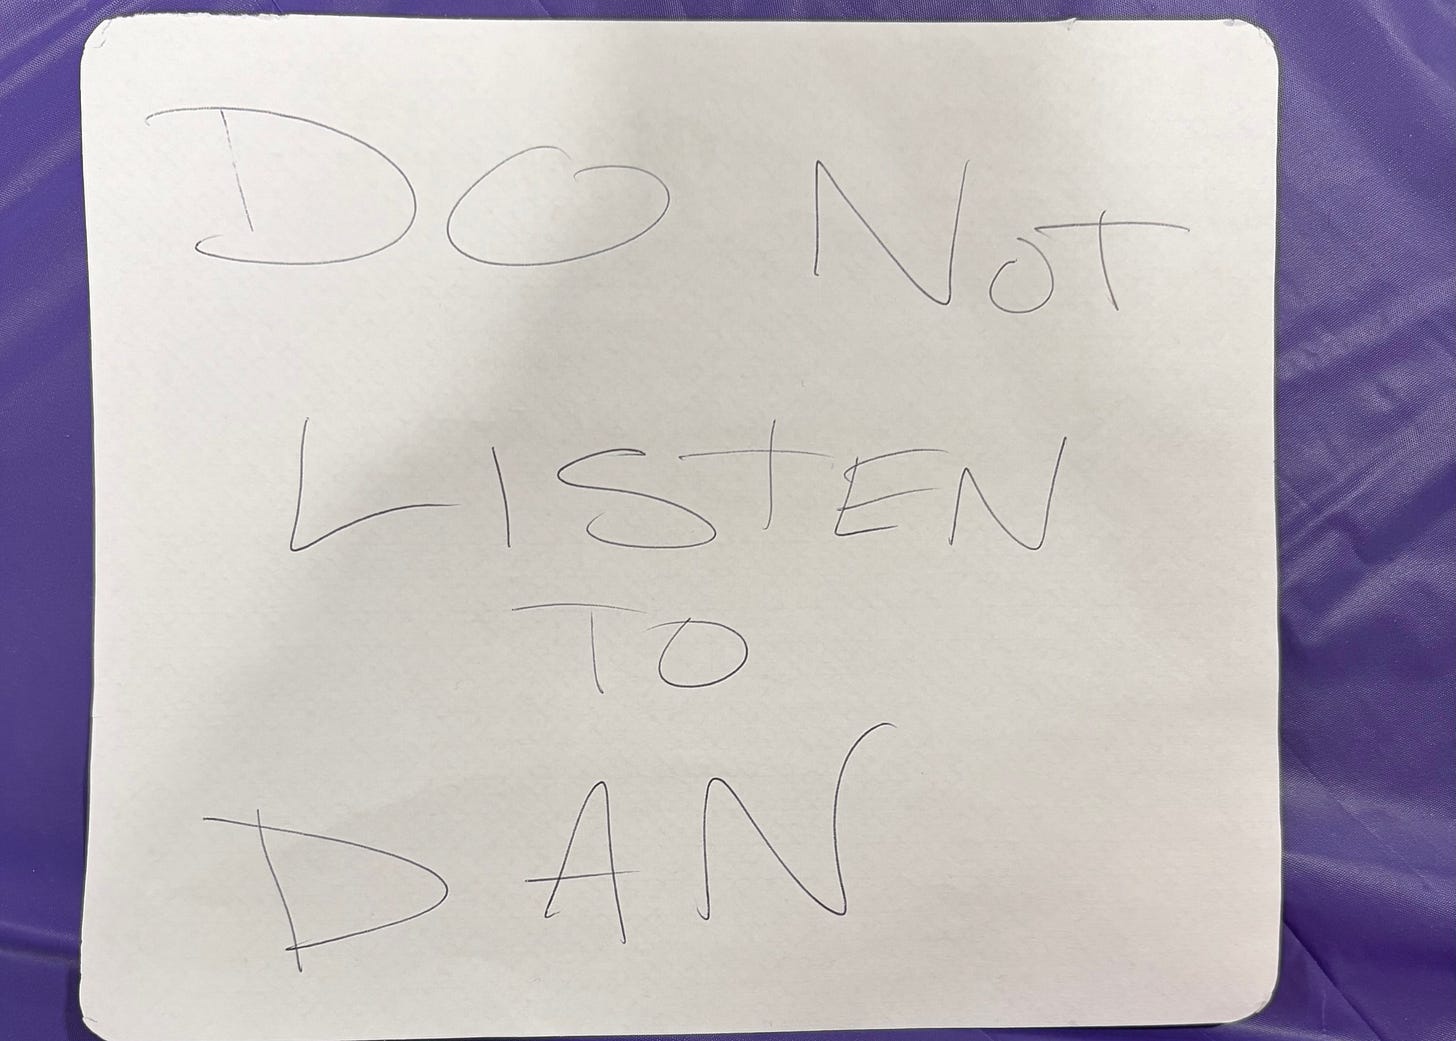 DO NOT
LISTEN
TO
DAN